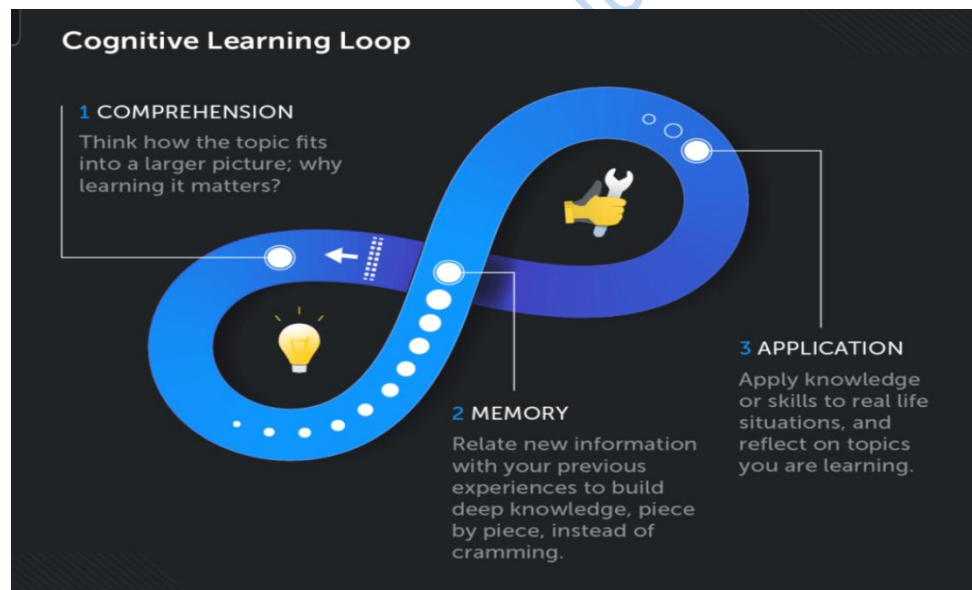 Cognitive Learning Loop
1 COMPREHENSION
Think how the topic fits
into a larger picture; why
learning it matters?
2 MEMORY
Relate new information
with your previous
experiences to build
deep knowledge, piece
by piece, instead of
cramming.
3 APPLICATION
Apply knowledge
or skills to real life
situations, and
reflect on topics
you are learning.